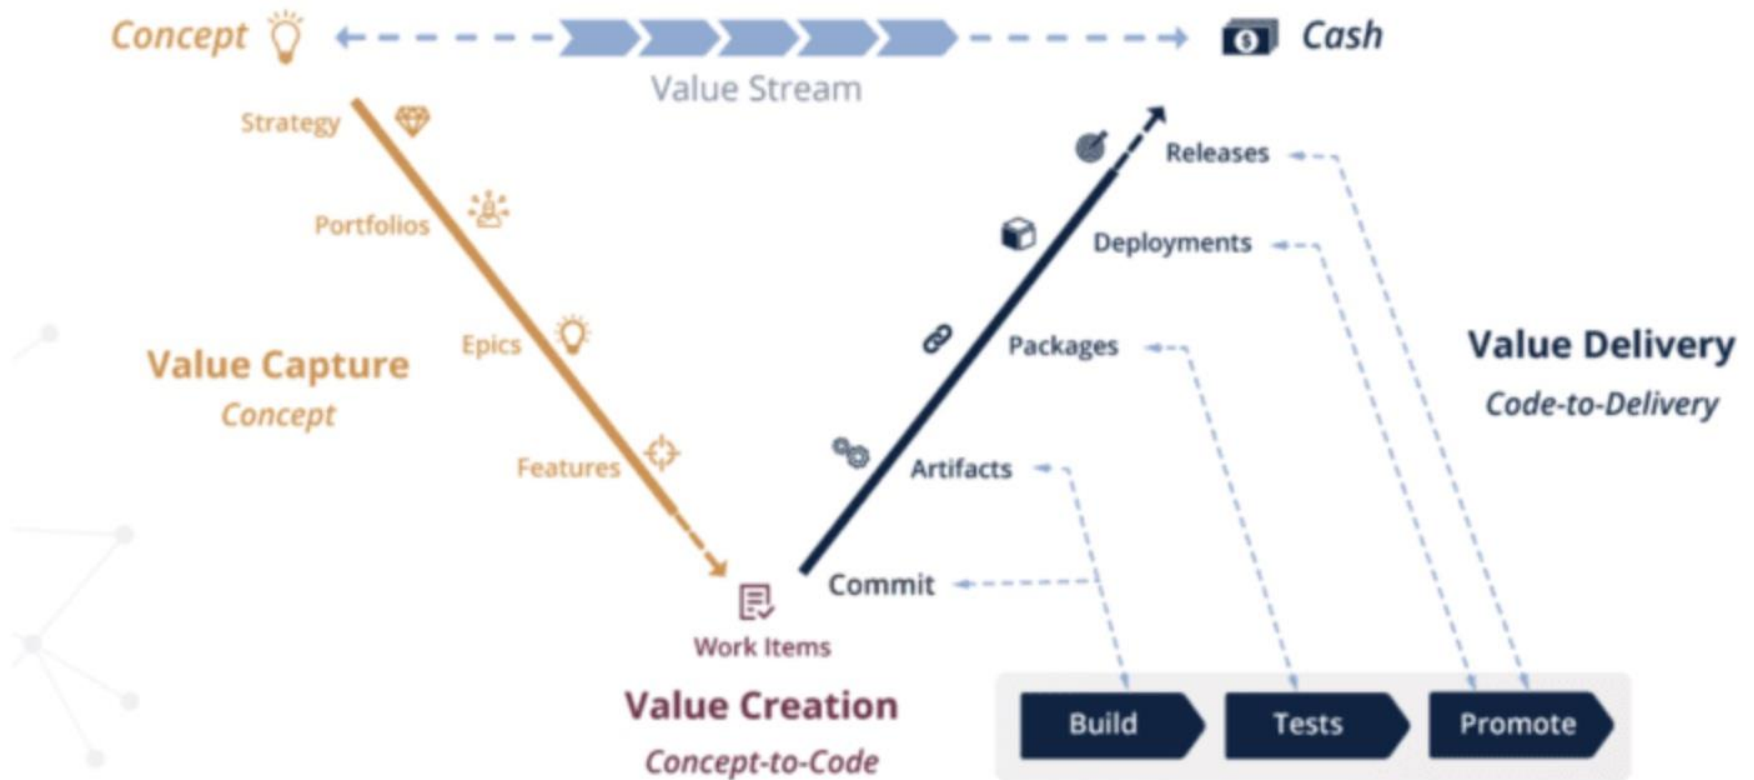 Concept
$
Cash
Value Stream
Strategy
Releases
Portfolios
Deployments
Epics
Packages
Value Capture
Concept
Value Delivery
Code-to-Delivery
Features
Artifacts
Commit
Work Items
Value Creation
Concept-to-Code
Build
Tests
Promote